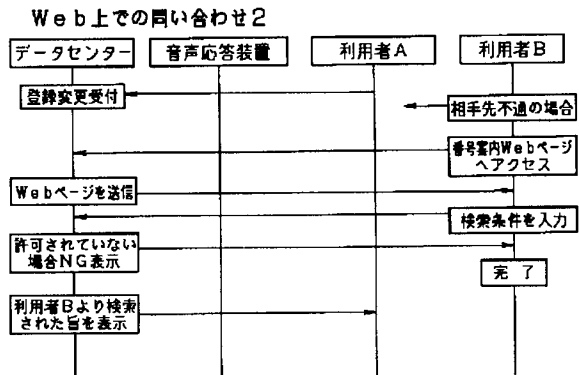 Web上での問い合わせ2
データセンター
音声応答装置
利用者A
利用者B
登録変更受付
相手先不通の場合
番号案内Webページ
へアクセス
Webページを送信
検索条件を入力
許可されていない
場合NG表示
完了
利用者Bより検索
された旨を表示